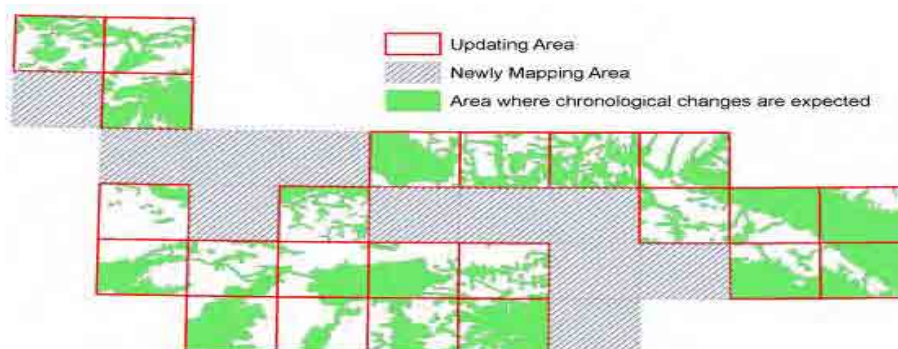 Updating Area
Newly Mapping Area
Area where chronological changes are expected